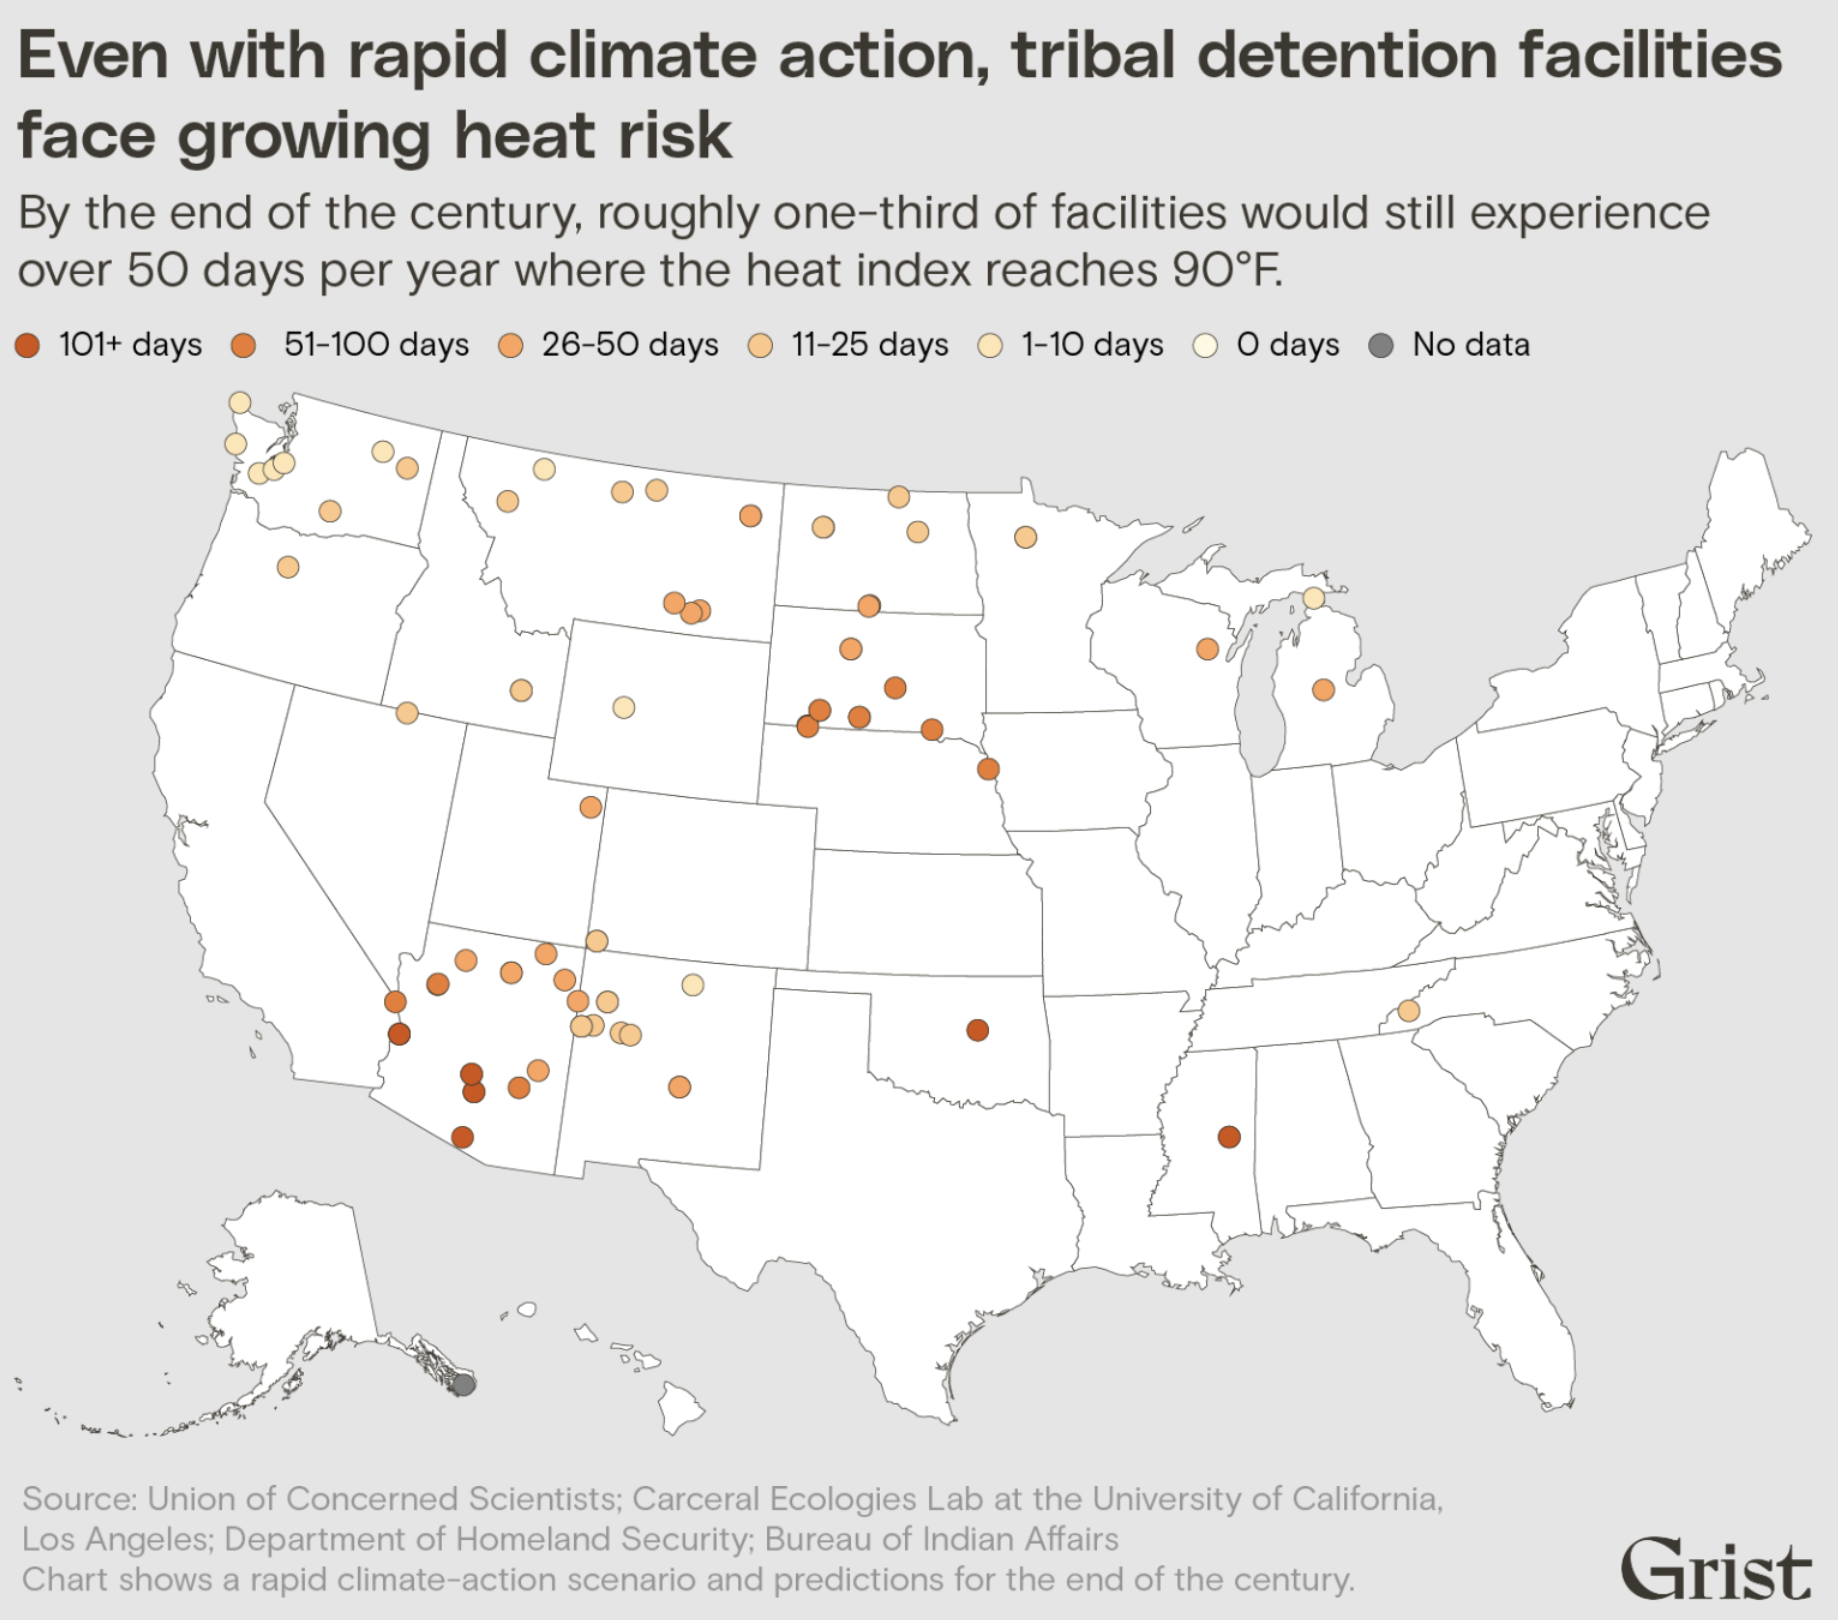 Even with rapid climate action, tribal detention facilities
face growing heat risk
By the end of the century, roughly one-third of facilities would still experience
over 50 days per year where the heat index reaches 90°F.
101+ days 51-100 days 26-50 days 11-25 days 1-10 days 0 days No data
Source: Union of Concerned Scientists; Carceral Ecologies Lab at the University of California,
Los Angeles; Department of Homeland Security; Bureau of Indian Affairs
Chart shows a rapid climate-action scenario and predictions for the end of the century.
Grist